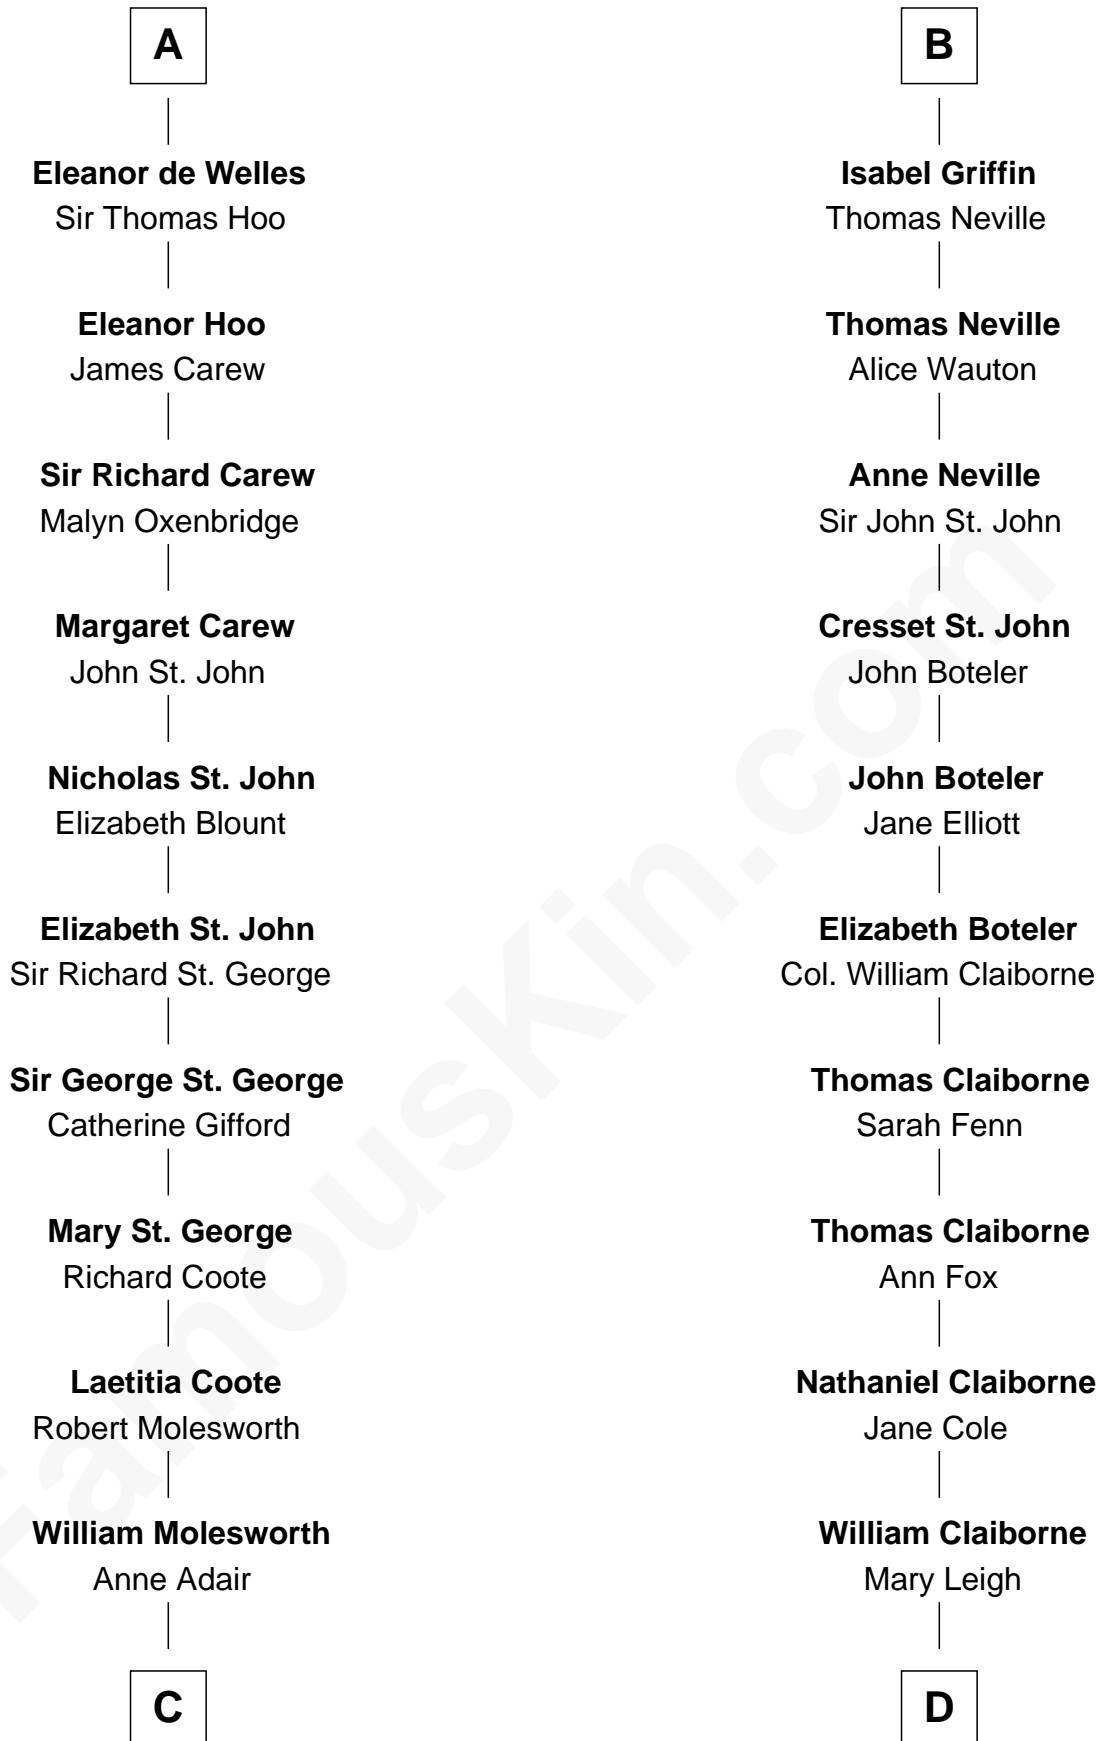 A
Eleanor de Welles
Sir Thomas Hoo
Eleanor Hoo
James Carew
Sir Richard Carew
Malyn Oxenbridge
Margaret Carew
John St. John
Nicholas St. John
Elizabeth Blount
Elizabeth St. John
Sir Richard St. George
Sir George St. George
Catherine Gifford
Mary St. George
Richard Coote
Laetitia Coote
Robert Molesworth
William Molesworth
Anne Adair
C
B
Isabel Griffin
Thomas Neville
Thomas Neville
Alice Wauton
Anne Neville
Sir John St. John
Cresset St. John
John Boteler
John Boteler
Jane Elliott
Elizabeth Boteler
Col. William Claiborne
Thomas Claiborne
Sarah Fenn
Thomas Claiborne
Ann Fox
Nathaniel Claiborne
Jane Cole
William Claiborne
Mary Leigh
D
FamousKin.com